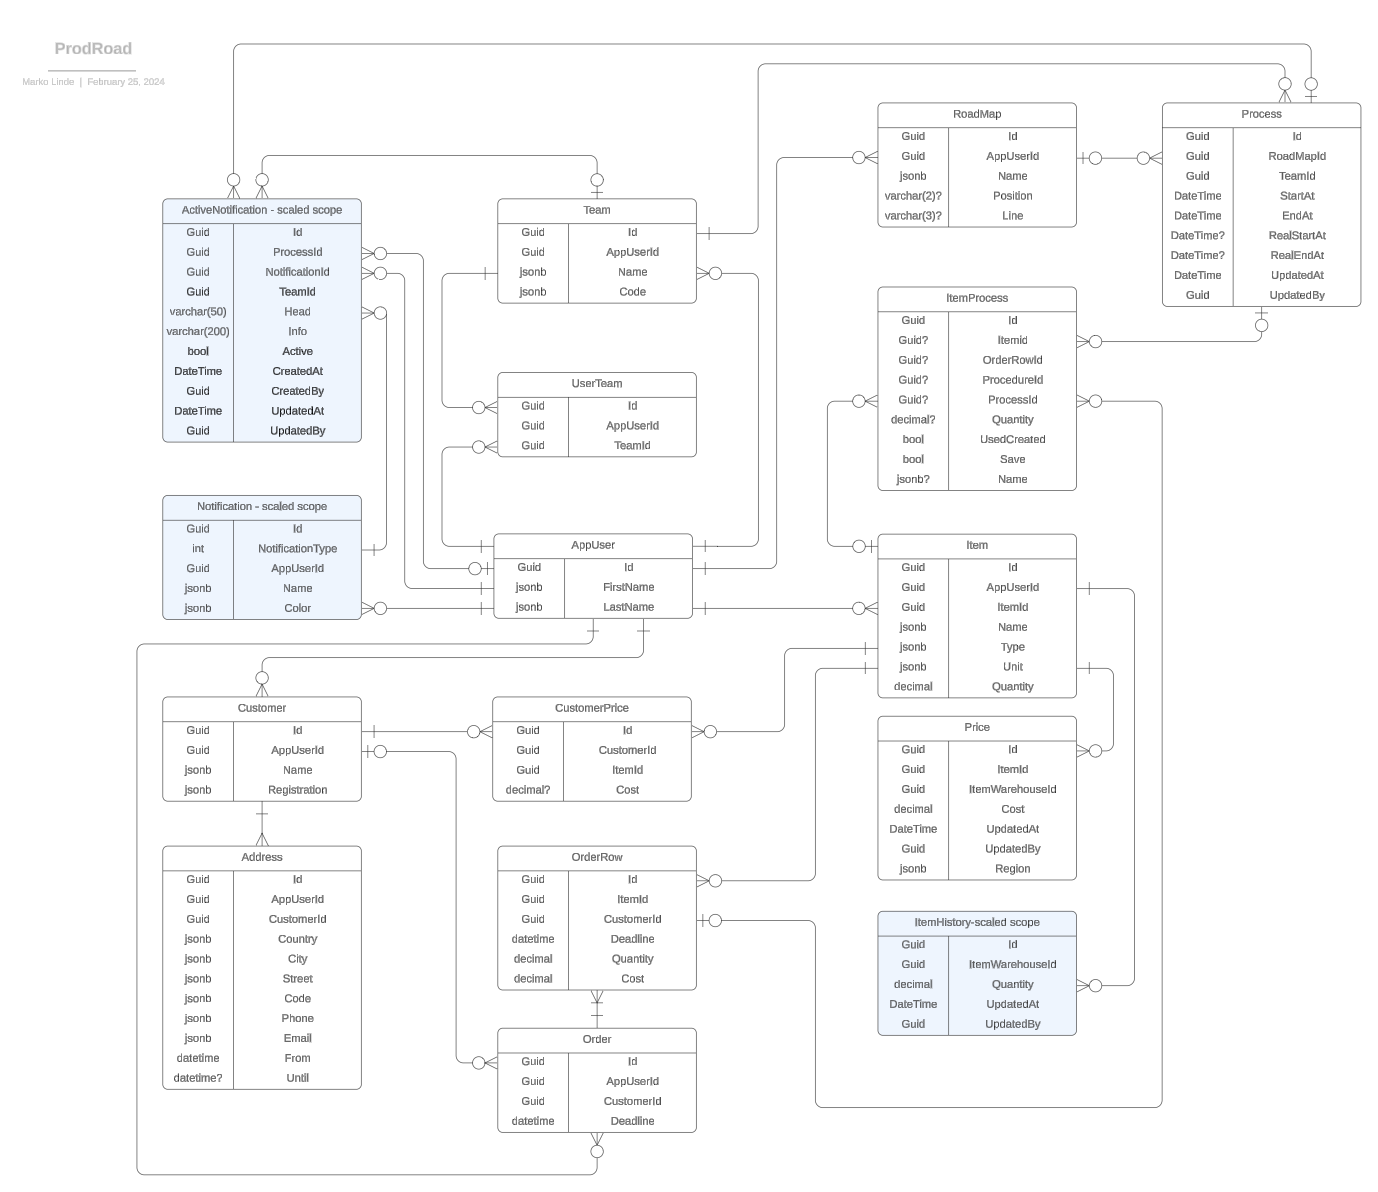 ProdRoad
Marko Linde | February 25, 2024
ActiveNotification - scaled scope
Guid Id
Guid ProcessId
Guid NotificationId
Guid TeamId
varchar(50) Head
varchar(200) Info
bool Active
DateTime CreatedAt
Guid CreatedBy
DateTime UpdatedAt
Guid UpdatedBy
Notification - scaled scope
Guid Id
int NotificationType
Guid AppUserId
jsonb Name
jsonb Color
Team
Guid Id
Guid AppUserId
jsonb Name
jsonb Code
UserTeam
Guid Id
Guid AppUserId
Guid TeamId
AppUser
Guid Id
jsonb FirstName
jsonb LastName
RoadMap
Guid Id
Guid AppUserId
jsonb Name
varchar(2)? Position
varchar(3)? Line
Process
Guid Id
Guid RoadMapId
Guid TeamId
DateTime StartAt
DateTime EndAt
DateTime? RealStartAt
DateTime? RealEndAt
DateTime UpdatedAt
Guid UpdatedBy
ItemProcess
Guid Id
Guid? Itemid
Guid? OrderRowId
Guid? ProcedureId
Guid? ProcessId
decimal? Quantity
bool UsedCreated
bool Save
jsonb? Name
Item
Guid Id
Guid AppUserId
Guid ItemId
jsonb Name
jsonb Type
jsonb Unit
decimal Quantity
Customer
Guid Id
Guid AppUserId
jsonb Name
jsonb Registration
CustomerPrice
Guid Id
Guid CustomerId
Guid ItemId
decimal? Cost
Price
Guid Id
Guid ItemId
Guid ItemWarehouseId
decimal Cost
DateTime UpdatedAt
Guid UpdatedBy
jsonb Region
Address
Guid Id
Guid AppUserId
Guid CustomerId
jsonb Country
jsonb City
jsonb Street
jsonb Code
jsonb Phone
jsonb Email
datetime From
datetime? Until
OrderRow
Guid Id
Guid ItemId
Guid CustomerId
datetime Deadline
decimal Quantity
decimal Cost
ItemHistory-scaled scope
Guid Id
Guid ItemWarehouseId
decimal Quantity
DateTime UpdatedAt
Guid UpdatedBy
Order
Guid Id
Guid AppUserId
Guid CustomerId
datetime Deadline